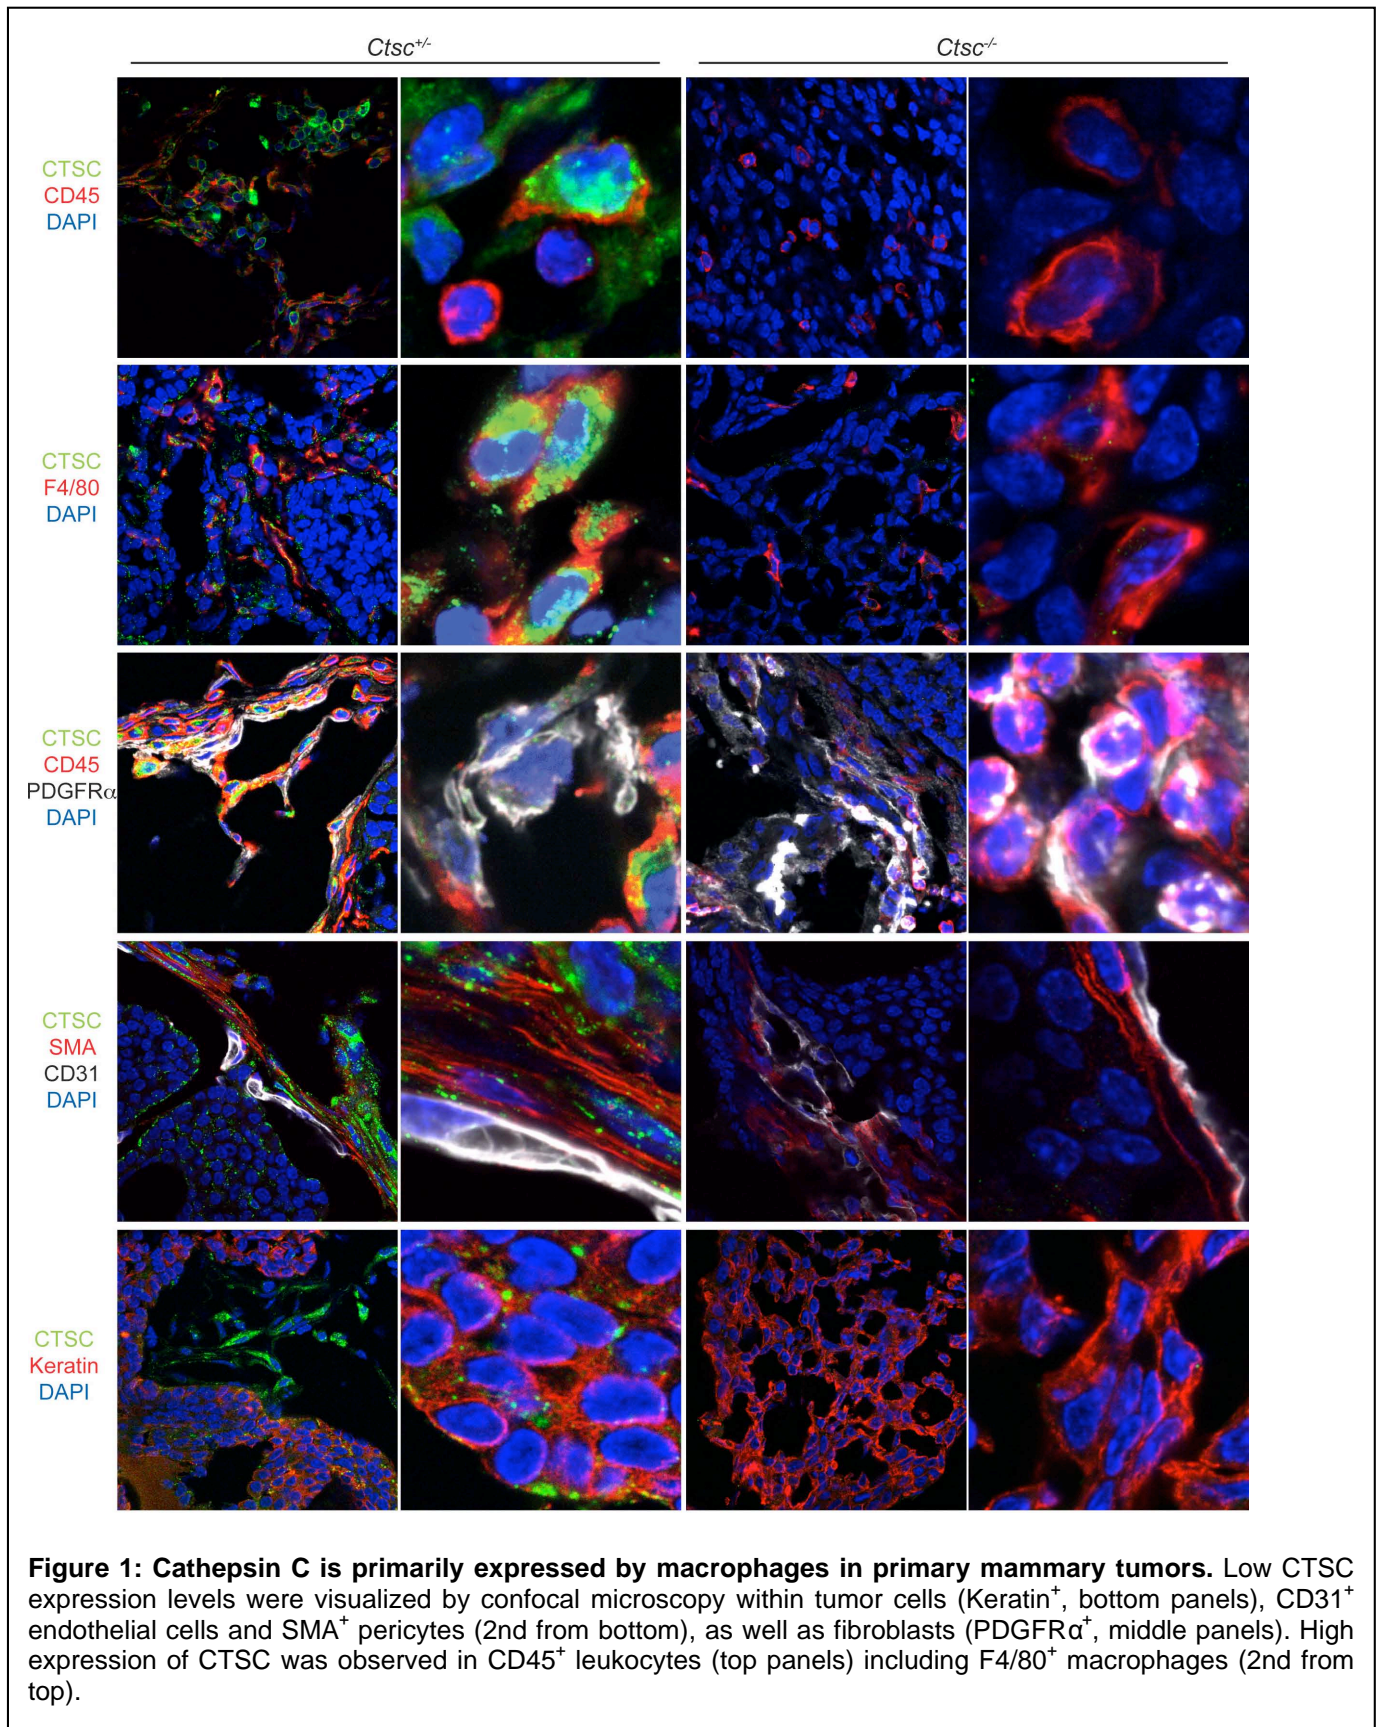 Ctsc+/-
Ctsc-/-
CTSC
CD45
DAPI
CTSC
F4/80
DAPI
CTSC
CD45
PDGFRα
DAPI
CTSC
SMA
CD31
DAPI
CTSC
Keratin
DAPI
Figure 1: Cathepsin C is primarily expressed by macrophages in primary mammary tumors. Low CTSC
expression levels were visualized by confocal microscopy within tumor cells (Keratin+, bottom panels), CD31+
endothelial cells and SMA+ pericytes (2nd from bottom), as well as fibroblasts (PDGFRα+, middle panels). High
expression of CTSC was observed in CD45+ leukocytes (top panels) including F4/80+ macrophages (2nd from
top).